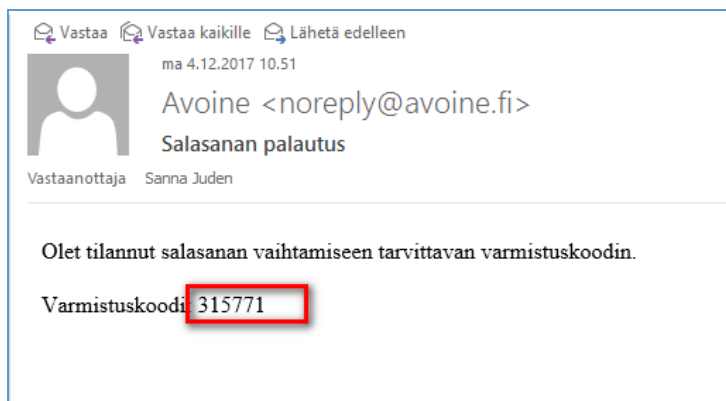 Vastaa Vastaa kaikille Lähetä edelleen
ma 4.12.2017 10.51
Avoine <noreply@avoine.fi>
Salasanan palautus
Vastaanottaja Sanna Juden
Olet tilannut salasanan vaihtamiseen tarvittavan varmistuskoodin.
Varmistuskoodi: 315771